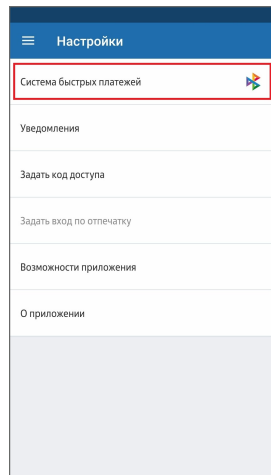 Настройки
Система быстрых платежей
Уведомления
Задать код доступа
Задать вход по отпечатку
Возможности приложения
О приложении